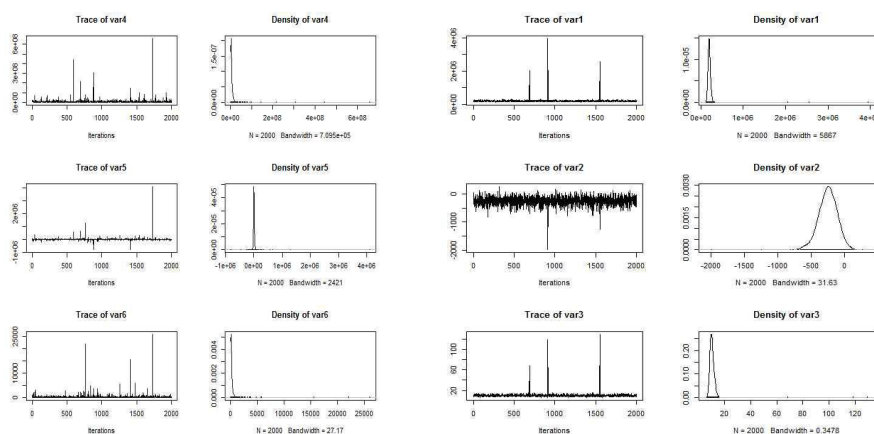 Trace of var4
0e+00 3e+08 6e+08
0 500 1000 1500 2000
Iterations
Density of var4
0.0e+00 1.5e-07
0e+00 2e+08 4e+08 6e+08
N = 2000 Bandwidth = 7.095e+05
Trace of var1
0e+00 2e+06 4e+06
0 500 1000 1500 2000
Iterations
Density of var1
0.0e+00 1.0e-05
0e+00 1e+06 2e+06 3e+06 4e+0
N = 2000 Bandwidth = 5867
Trace of var5
-1e+06 2e+06
0 500 1000 1500 2000
Iterations
Density of var5
0e+00 2e-05 4e-05
-1e+06 0e+00 1e+06 2e+06 3e+06 4e+06
N = 2000 Bandwidth = 2421
Trace of var2
-2000 -1000 0
0 500 1000 1500 2000
Iterations
Density of var2
0.0000 0.0015 0.0030
-2000 -1500 -1000 -500 0
N = 2000 Bandwidth = 31.63
Trace of var6
0 10000 25000
0 500 1000 1500 2000
Iterations
Density of var6
0.000 0.002 0.004
0 5000 10000 15000 20000 25000
N = 2000 Bandwidth = 27.17
Trace of var3
20 60 100
0 500 1000 1500 2000
Iterations
Density of var3
0.00 0.10 0.20
20 40 60 80 100 120
N = 2000 Bandwidth = 0.3478